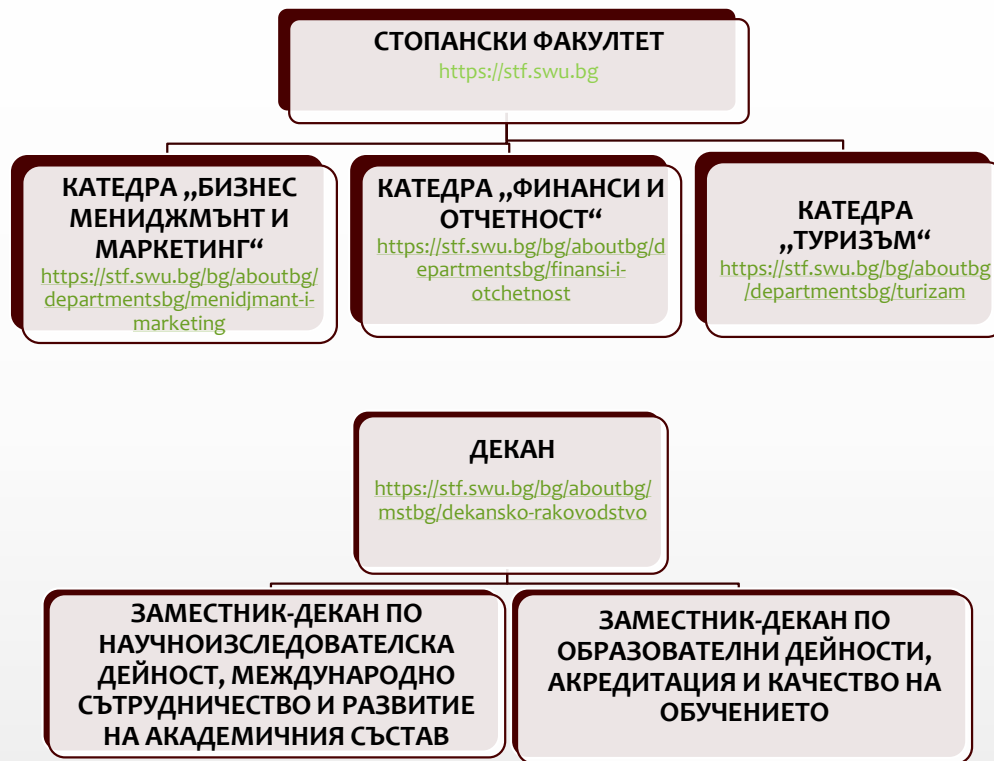 СТОПАНСКИ ФАКУЛТЕТ
https://stf.swu.bg
КАТЕДРА „БИЗНЕС
МЕНИДЖМЪНТ И
МАРКЕТИНГ“
https://stf.swu.bg/bg/aboutbg/
departmentsbg/menidjmant-i-
marketing
КАТЕДРА „ФИНАНСИ И
ОТЧЕТНОСТ“
https://stf.swu.bg/bg/aboutbg/d
epartmentsbg/finansi-i-
otchetnost
КАТЕДРА
„ТУРИЗЪМ“
https://stf.swu.bg/bg/aboutbg
/departmentsbg/turizam
ДЕКАН
https://stf.swu.bg/bg/aboutbg/
mstbg/dekansko-rakovodstvo
ЗАМЕСТНИК-ДЕКАН ПО
НАУЧНОИЗСЛЕДОВАТЕЛСКА
ДЕЙНОСТ, МЕЖДУНАРОДНО
СЪТРУДНИЧЕСТВО И РАЗВИТИЕ
НА АКАДЕМИЧНИЯ СЪСТАВ
ЗАМЕСТНИК-ДЕКАН ПО
ОБРАЗОВАТЕЛНИ ДЕЙНОСТИ,
АКРЕДИТАЦИЯ И КАЧЕСТВО НА
ОБУЧЕНИЕТО